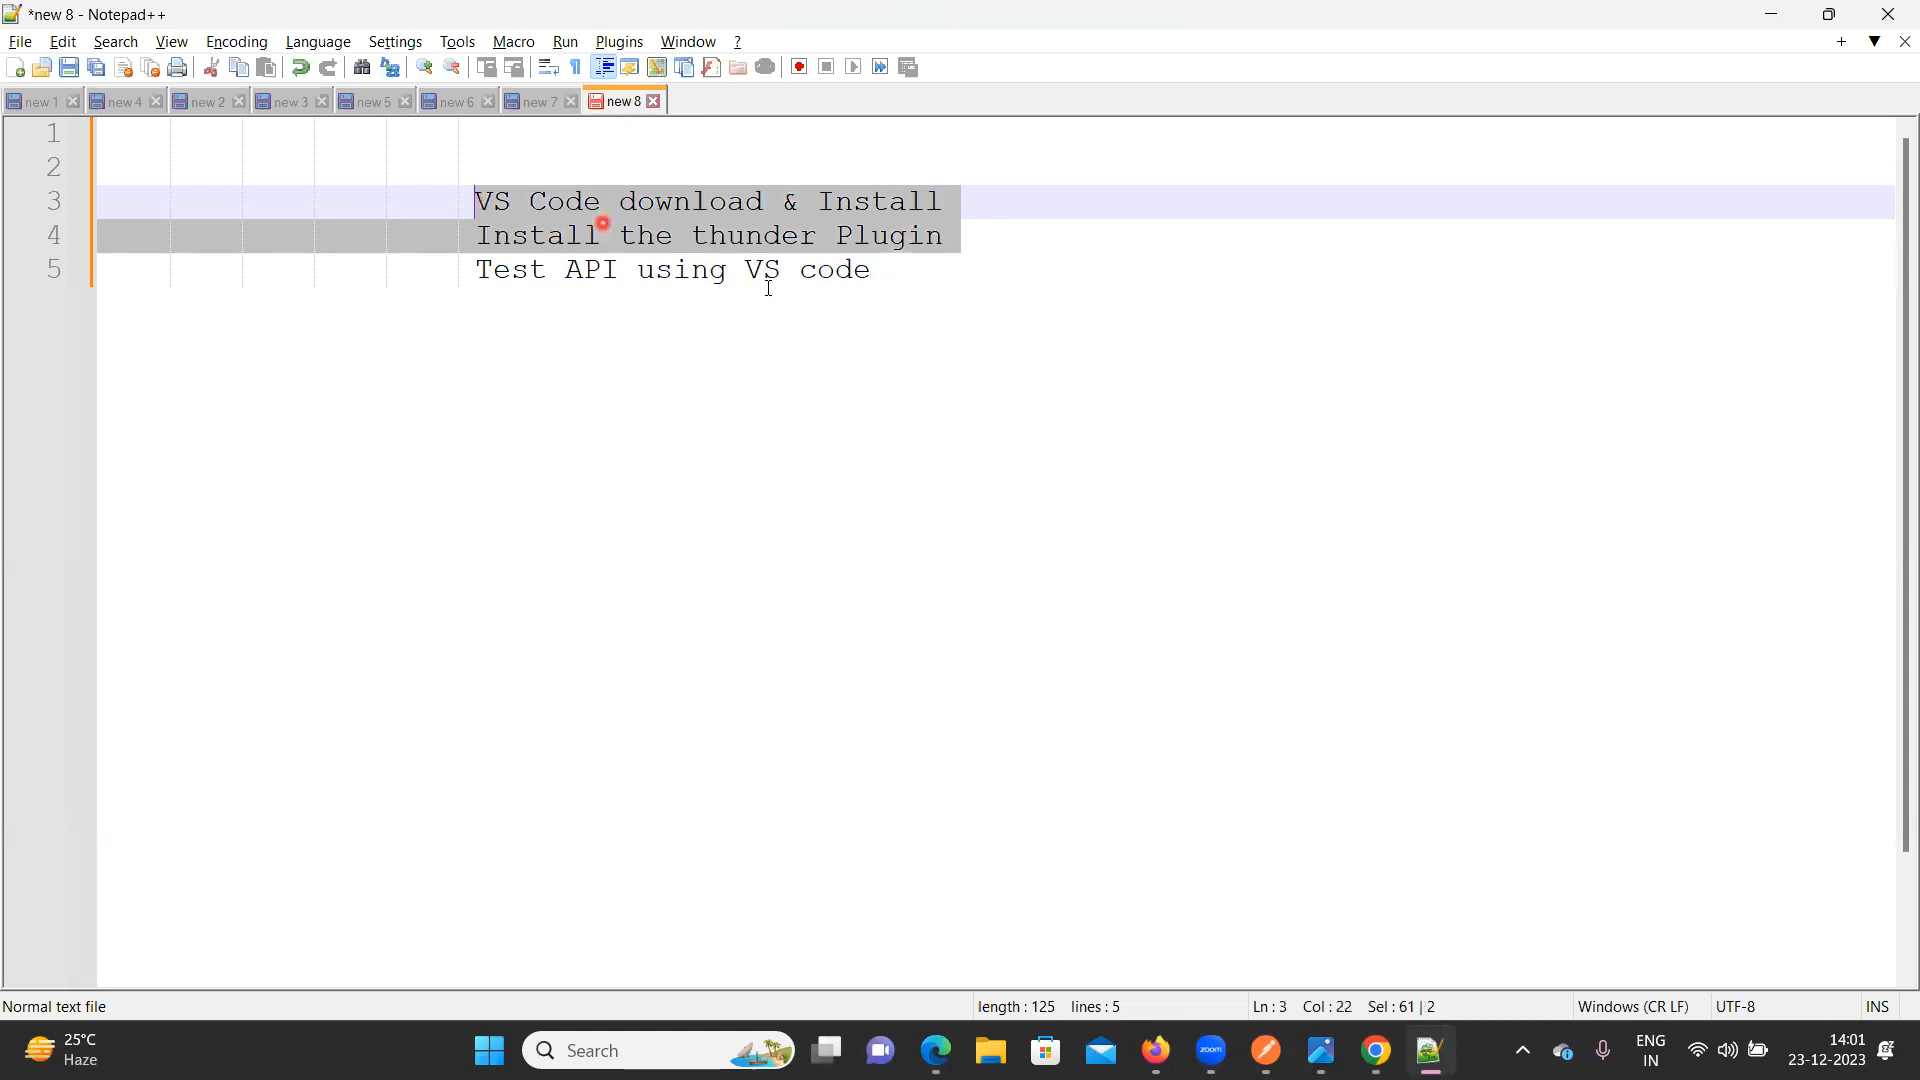 *new 8 - Notepad++
File Edit Search View Encoding Language Settings Tools Macro Run Plugins Window ?
new 1 new 4 new 2 new 3 new 5 new 6 new 7 new 8
1
2
3 VS Code download & Install
4 Install the thunder Plugin
5 Test API using VS code
Normal text file length : 125 lines : 5 Ln : 3 Col : 22 Sel : 61 | 2 Windows (CR LF) UTF-8 INS
25°C
Haze
Search
zoom
ENG
IN
14:01
23-12-2023